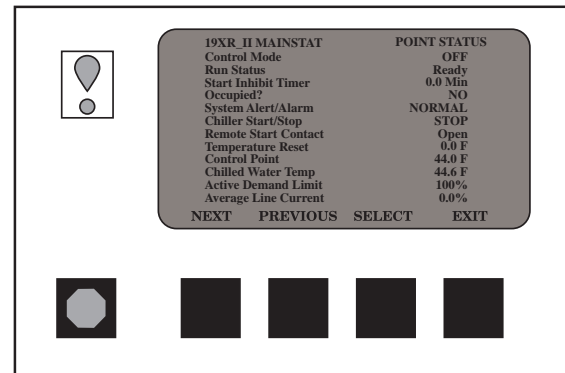 19XR_II MAINSTAT POINT STATUS
Control Mode OFF
Run Status Ready
Start Inhibit Timer 0.0 Min
Occupied? NO
System Alert/Alarm NORMAL
Chiller Start/Stop STOP
Remote Start Contact Open
Temperature Reset 0.0 F
Control Point 44.0 F
Chilled Water Temp 44.6 F
Active Demand Limit 100%
Average Line Current 0.0%
NEXT PREVIOUS SELECT EXIT